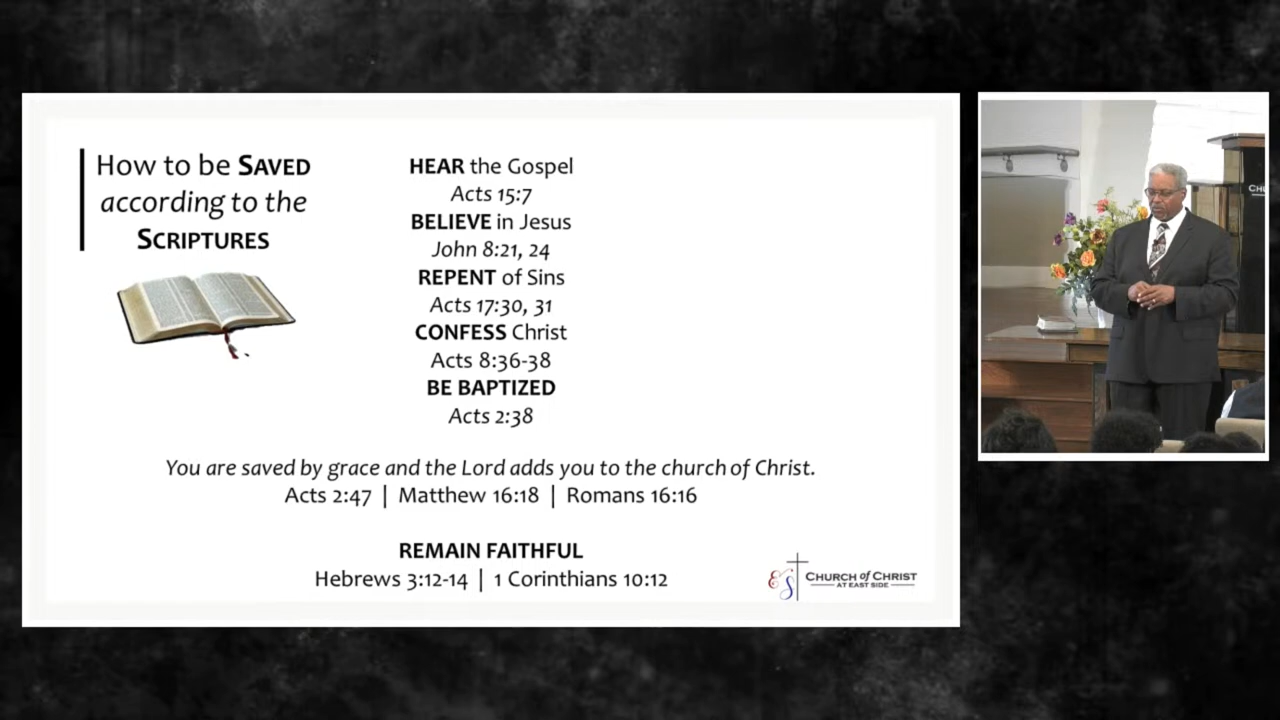 How to be SAVED
according to the
SCRIPTURES
HEAR the Gospel
Acts 15:7
BELIEVE in Jesus
John 8:21, 24
REPENT of Sins
Acts 17:30, 31
CONFESS Christ
Acts 8:36-38
BE BAPTIZED
Acts 2:38
You are saved by grace and the Lord adds you to the church of Christ.
Acts 2:47 | Matthew 16:18 | Romans 16:16
REMAIN FAITHFUL
Hebrews 3:12-14 | 1 Corinthians 10:12
ES
CHURCH of CHRIST
AT EAST SIDE